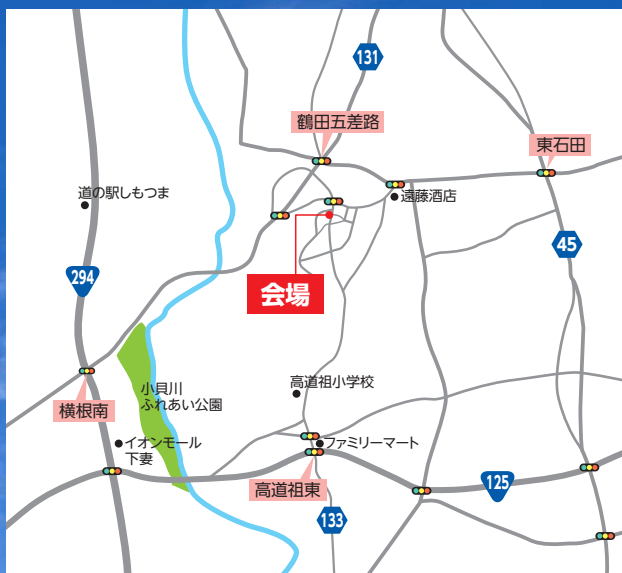 131
鶴田五差路
東石田
道の駅しもつま
遠藤酒店
45
294
会場
高道祖小学校
小貝川
ふれあい公園
横根南
イオンモール
下妻
ファミリーマート
高道祖東
125
133